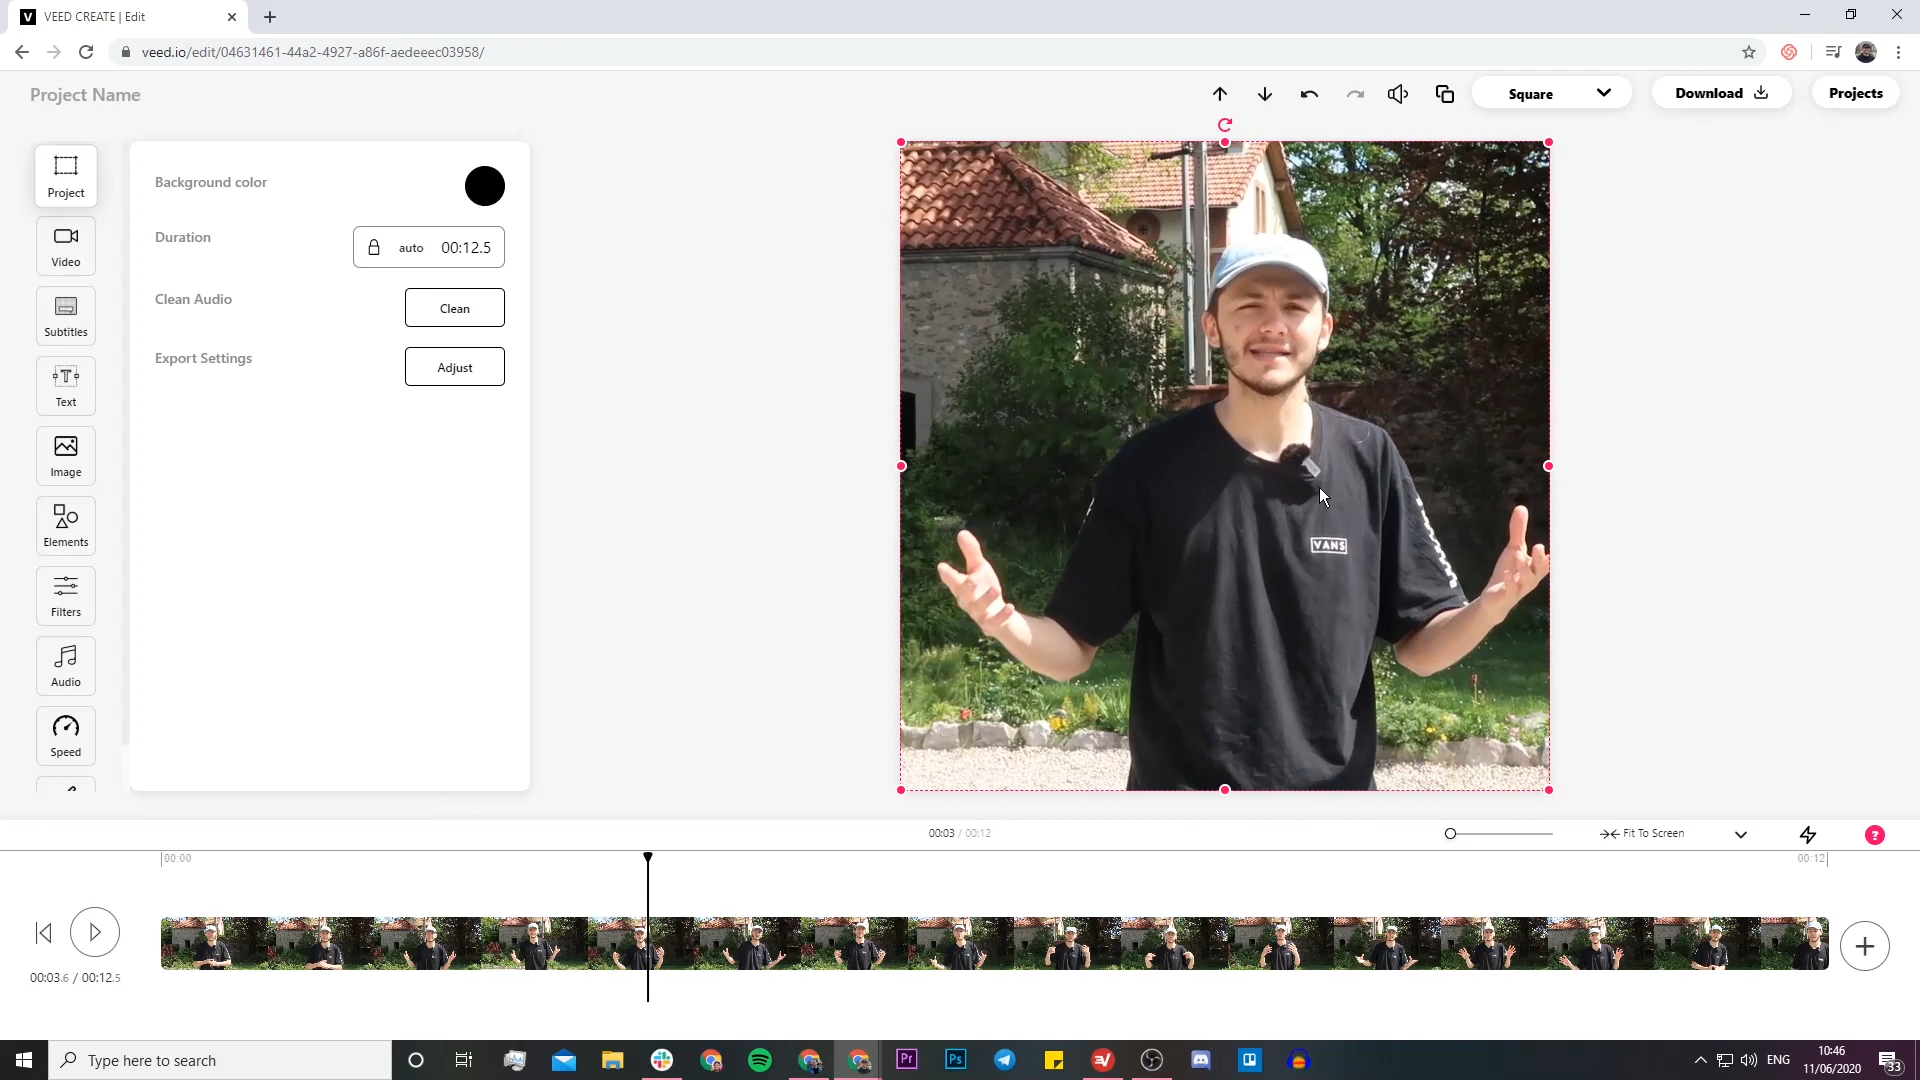 VEED CREATE | Edit
veed.io/edit/04631461-44a2-4927-a86f-aedeeec03958/
Project Name
Square
Download
Projects
Project
Video
Subtitles
Text
Image
Elements
Filters
Audio
Speed
Background color
Duration
auto 00:12.5
Clean Audio
Clean
Export Settings
Adjust
VANS
00:03 / 00:12
Fit To Screen
?
00:00
00:12
00:03.6 / 00:12.5
Type here to search
Pr
Ps
ENG
10:46
11/06/2020
33